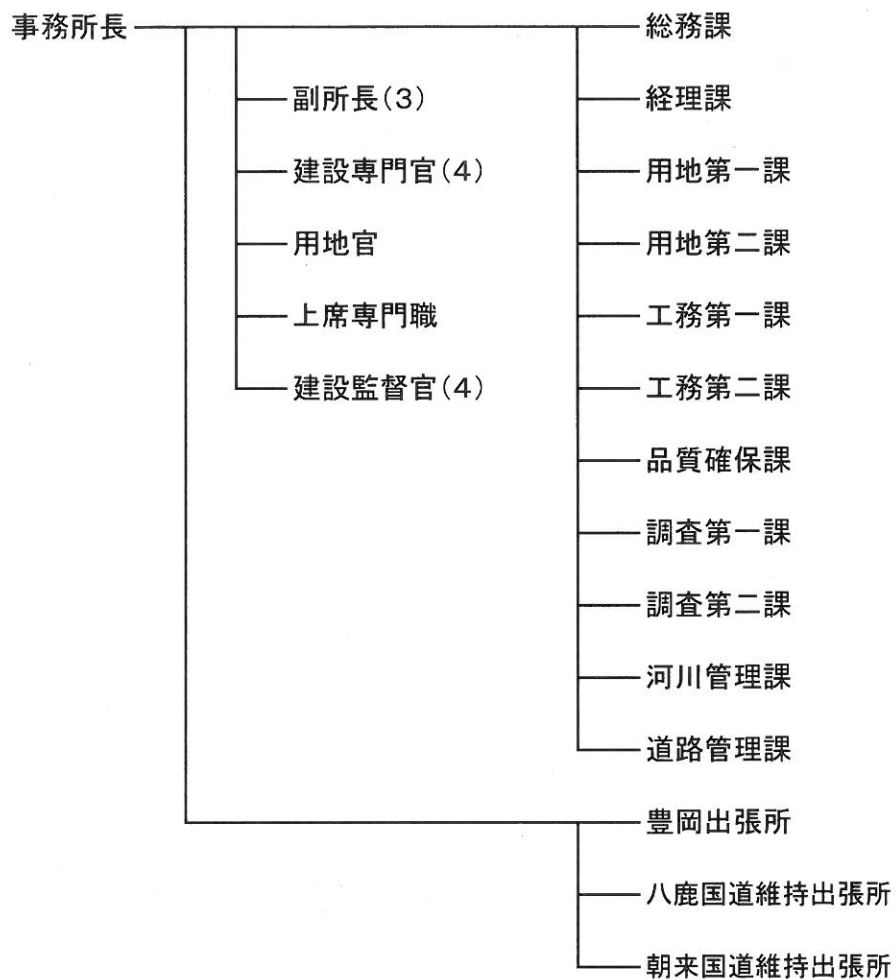 事務所長
総務課
副所長(3)
経理課
建設専門官(4)
用地第一課
用地官
用地第二課
上席専門職
工務第一課
建設監督官(4)
工務第二課
品質確保課
調査第一課
調査第二課
河川管理課
道路管理課
豊岡出張所
八鹿国道維持出張所
朝来国道維持出張所